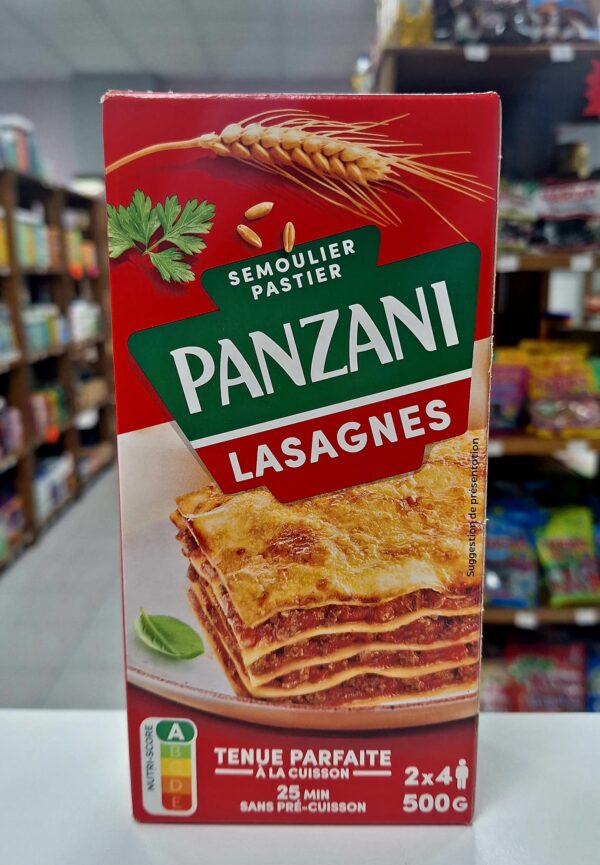 SEMOULIER
PASTIER
PANZANI
LASAGNES
Suggestion de présentation
NUTRI-SCORE
A
B
C
D
E
TENUE PARFAITE
À LA CUISSON
25 MIN
SANS PRÉ-CUISSON
2x4
500G